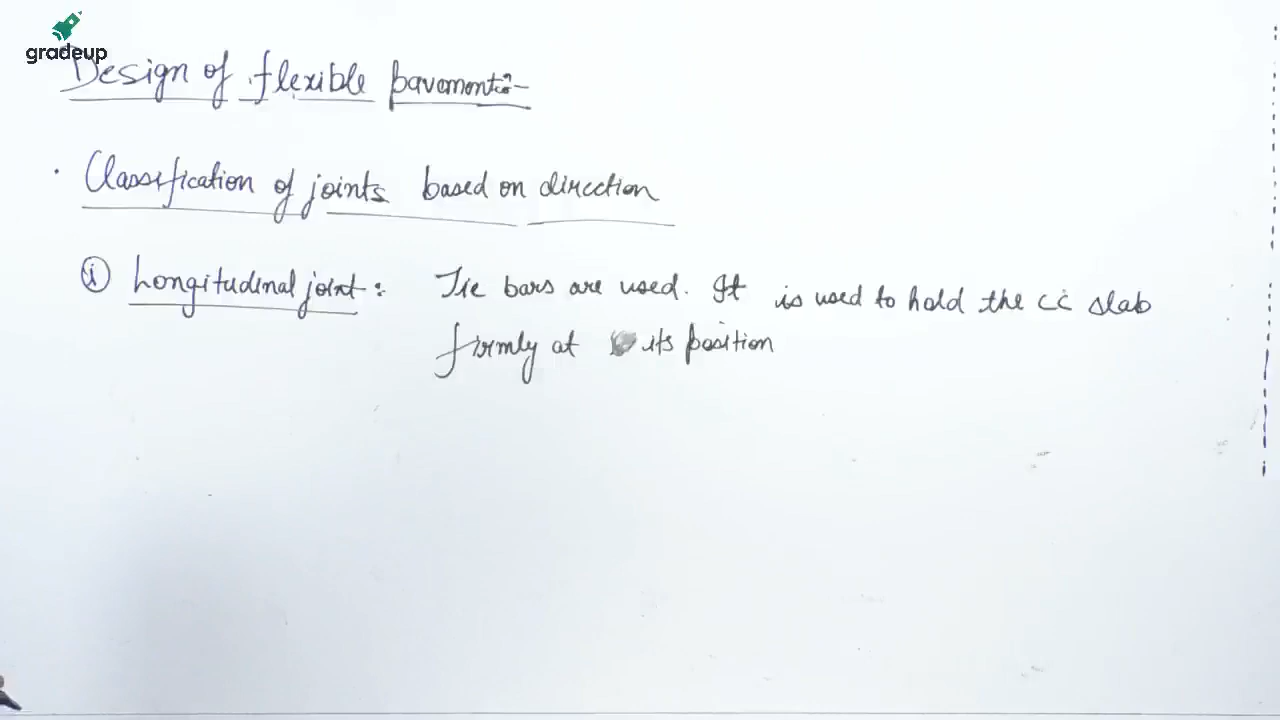 gradeup
Design of flexible pavement:-
· Classification of joints based on direction
(i) Longitudinal joint : Tie bars are used. It is used to hold the CC slab
firmly at its position